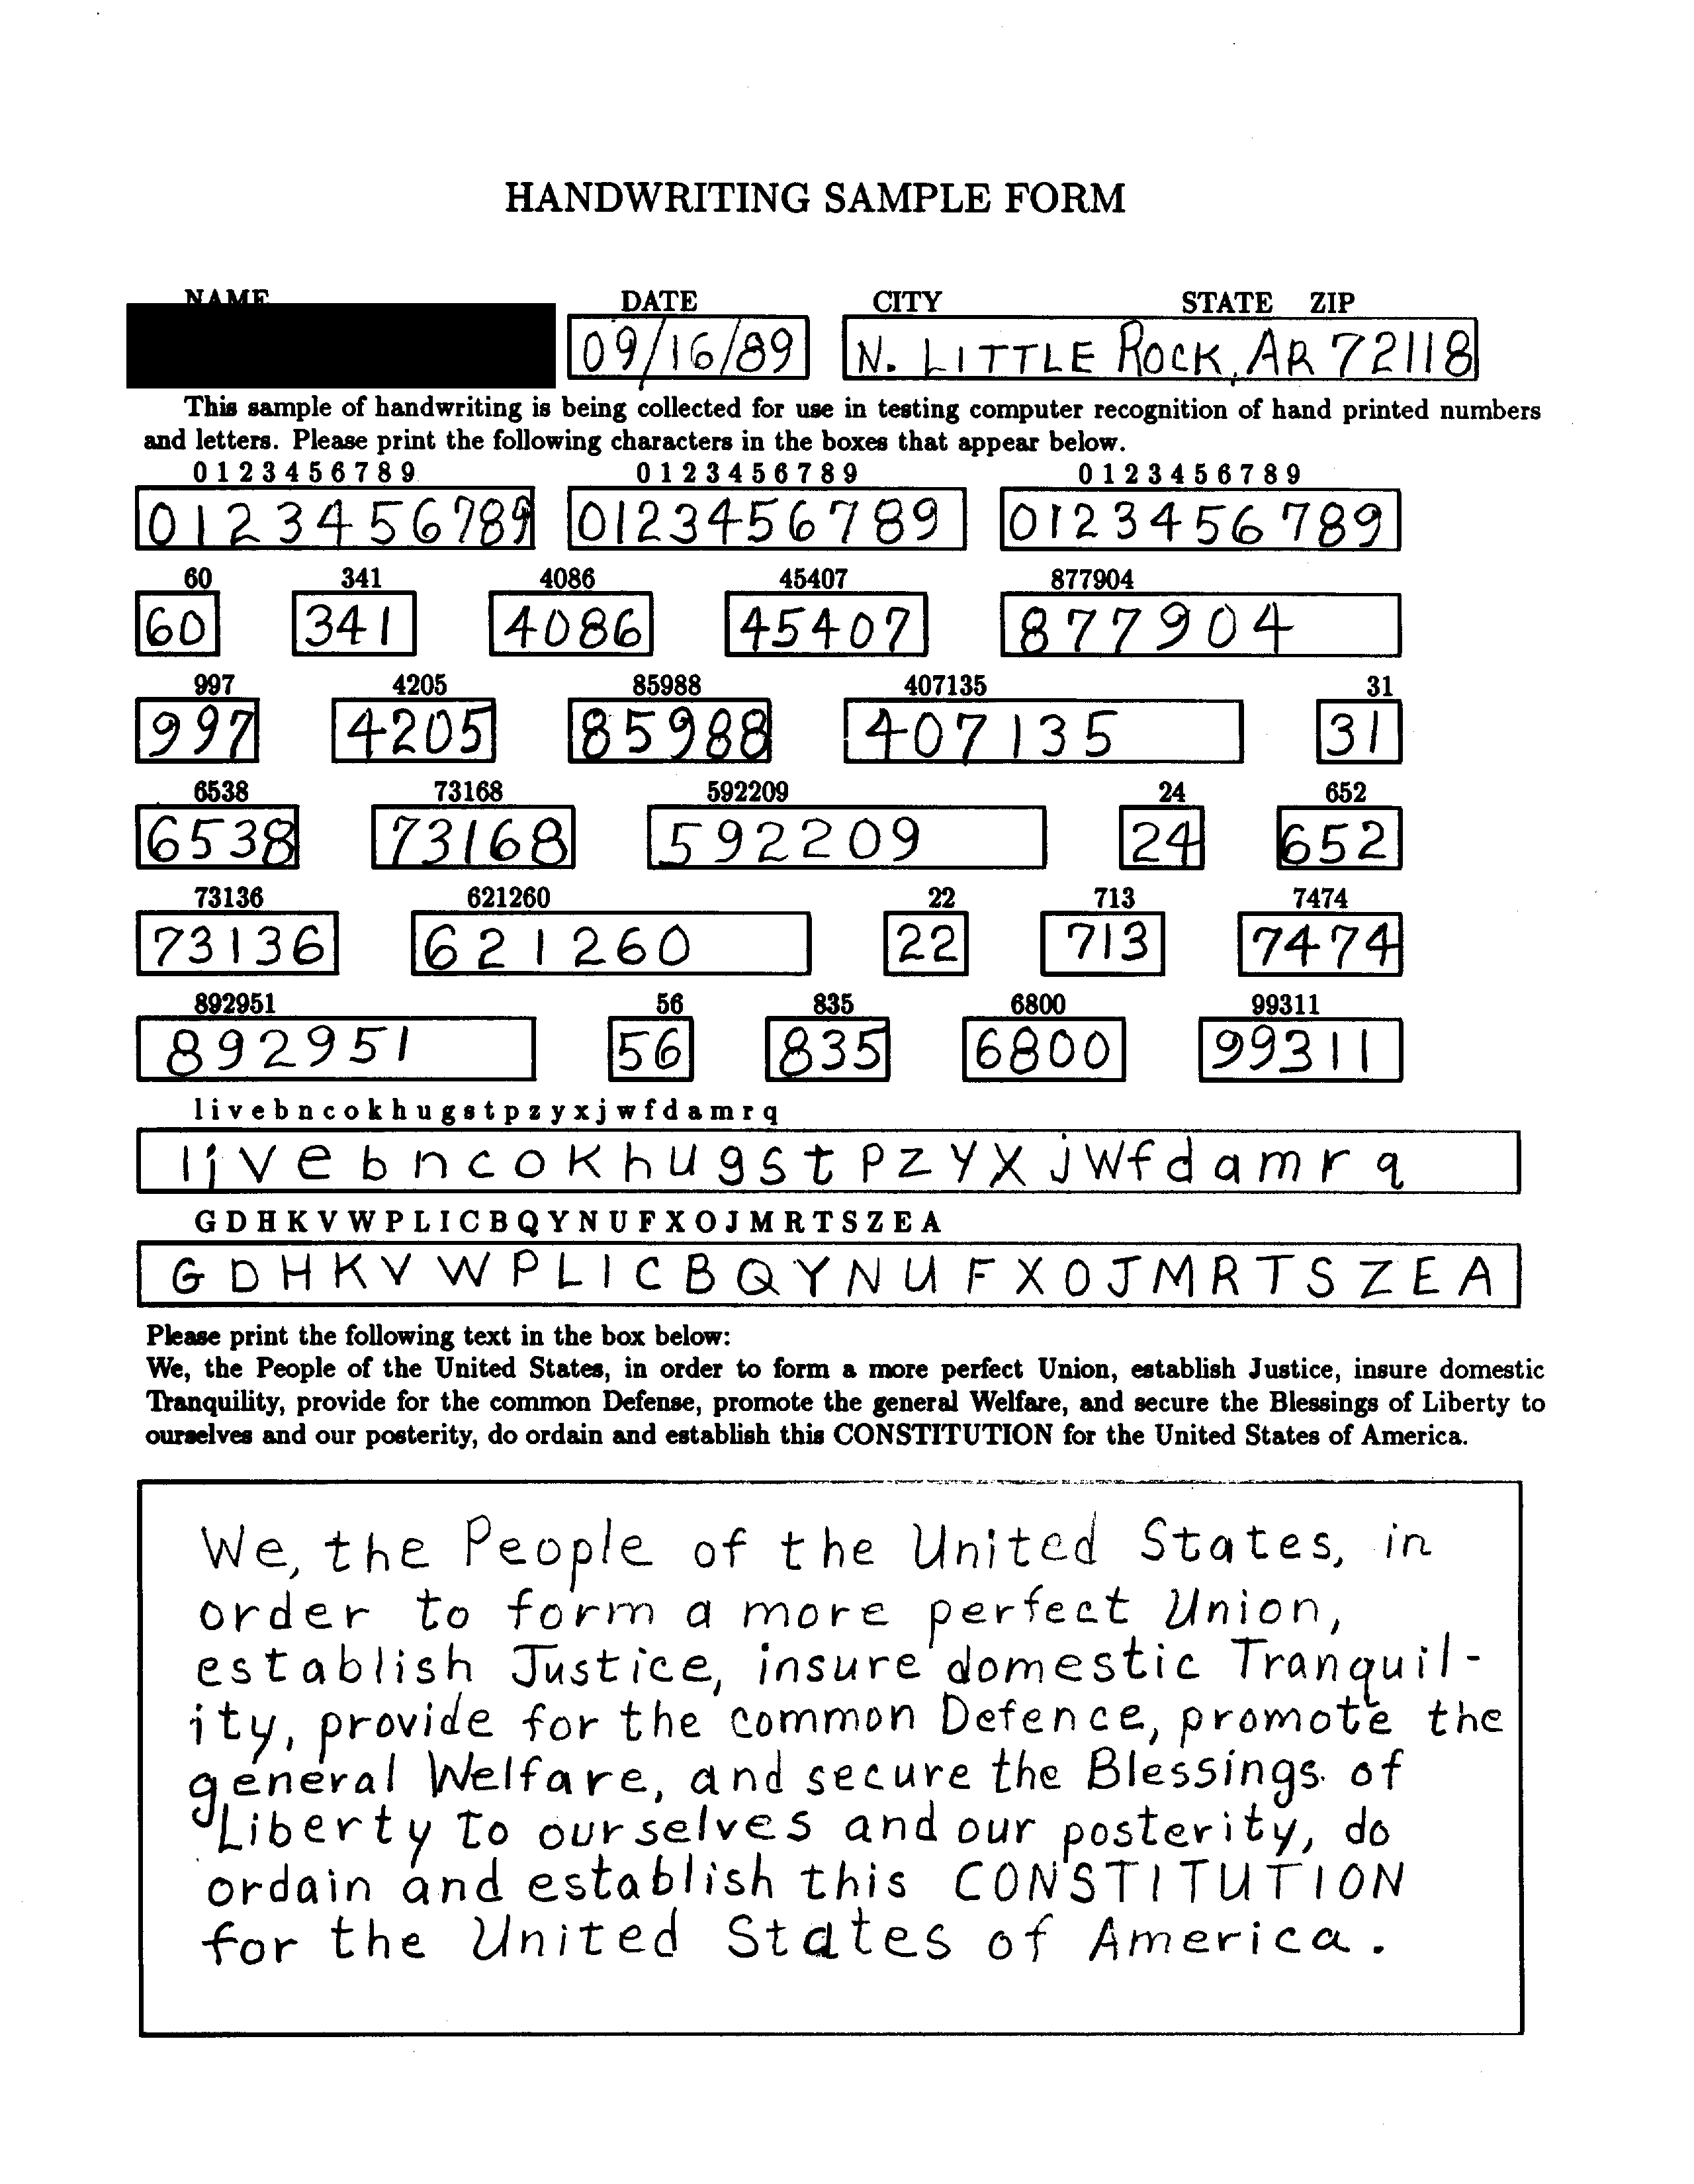 HANDWRITING SAMPLE FORM
NAME DATE CITY STATE ZIP
09/16/89 N. LITTLE ROCK, AR 72118
This sample of handwriting is being collected for use in testing computer recognition of hand printed numbers
and letters. Please print the following characters in the boxes that appear below.
0 1 2 3 4 5 6 7 8 9 0 1 2 3 4 5 6 7 8 9 0 1 2 3 4 5 6 7 8 9
0123456789 0123456789 0123456789
60 341 4086 45407 877904
60 341 4086 45407 877904
997 4205 85988 407135 31
997 4205 85988 407135 31
6538 73168 592209 24 652
6538 73168 592209 24 652
73136 621260 22 713 7474
73136 621260 22 713 7474
892951 56 835 6800 99311
892951 56 835 6800 99311
l i v e b n c o k h u g s t p z y x j w f d a m r q
l i v e b n c o k h u g s t p z y x j w f d a m r q
G D H K V W P L I C B Q Y N U F X O J M R T S Z E A
G D H K V W P L I C B Q Y N U F X O J M R T S Z E A
Please print the following text in the box below:
We, the People of the United States, in order to form a more perfect Union, establish Justice, insure domestic
Tranquility, provide for the common Defense, promote the general Welfare, and secure the Blessings of Liberty to
ourselves and our posterity, do ordain and establish this CONSTITUTION for the United States of America.
We, the People of the United States, in
order to form a more perfect Union,
establish Justice, insure domestic Tranquil-
ity, provide for the common Defence, promote the
general Welfare, and secure the Blessings of
Liberty to ourselves and our posterity, do
ordain and establish this CONSTITUTION
for the United States of America.